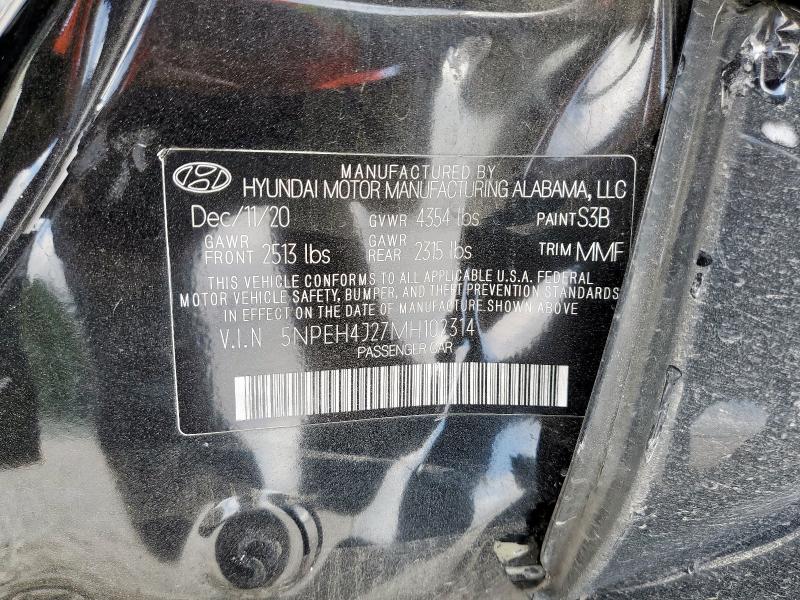 MANUFACTURED BY
HYUNDAI MOTOR MANUFACTURING ALABAMA, LLC
Dec/11/20 GVWR 4354 lbs PAINT S3B
GAWR FRONT 2513 lbs GAWR REAR 2315 lbs TRIM MMF
THIS VEHICLE CONFORMS TO ALL APPLICABLE U.S.A. FEDERAL
MOTOR VEHICLE SAFETY, BUMPER, AND THEFT PREVENTION STANDARDS
IN EFFECT ON THE DATE OF MANUFACTURE SHOWN ABOVE
V.I.N 5NPEH4J27MH102314
PASSENGER CAR